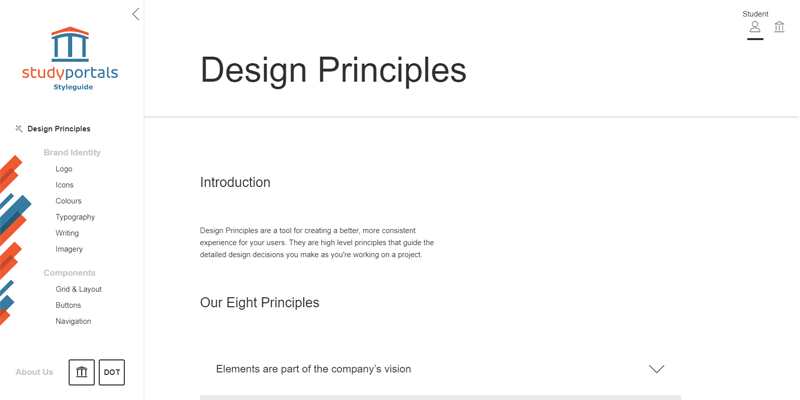 studyportals
Styleguide
Design Principles
Brand Identity
Logo
Icons
Colours
Typography
Writing
Imagery
Components
Grid & Layout
Buttons
Navigation
About Us
DOT
Student
Design Principles
Introduction
Design Principles are a tool for creating a better, more consistent
experience for your users. They are high level principles that guide the
detailed design decisions you make as you're working on a project.
Our Eight Principles
Elements are part of the company's vision